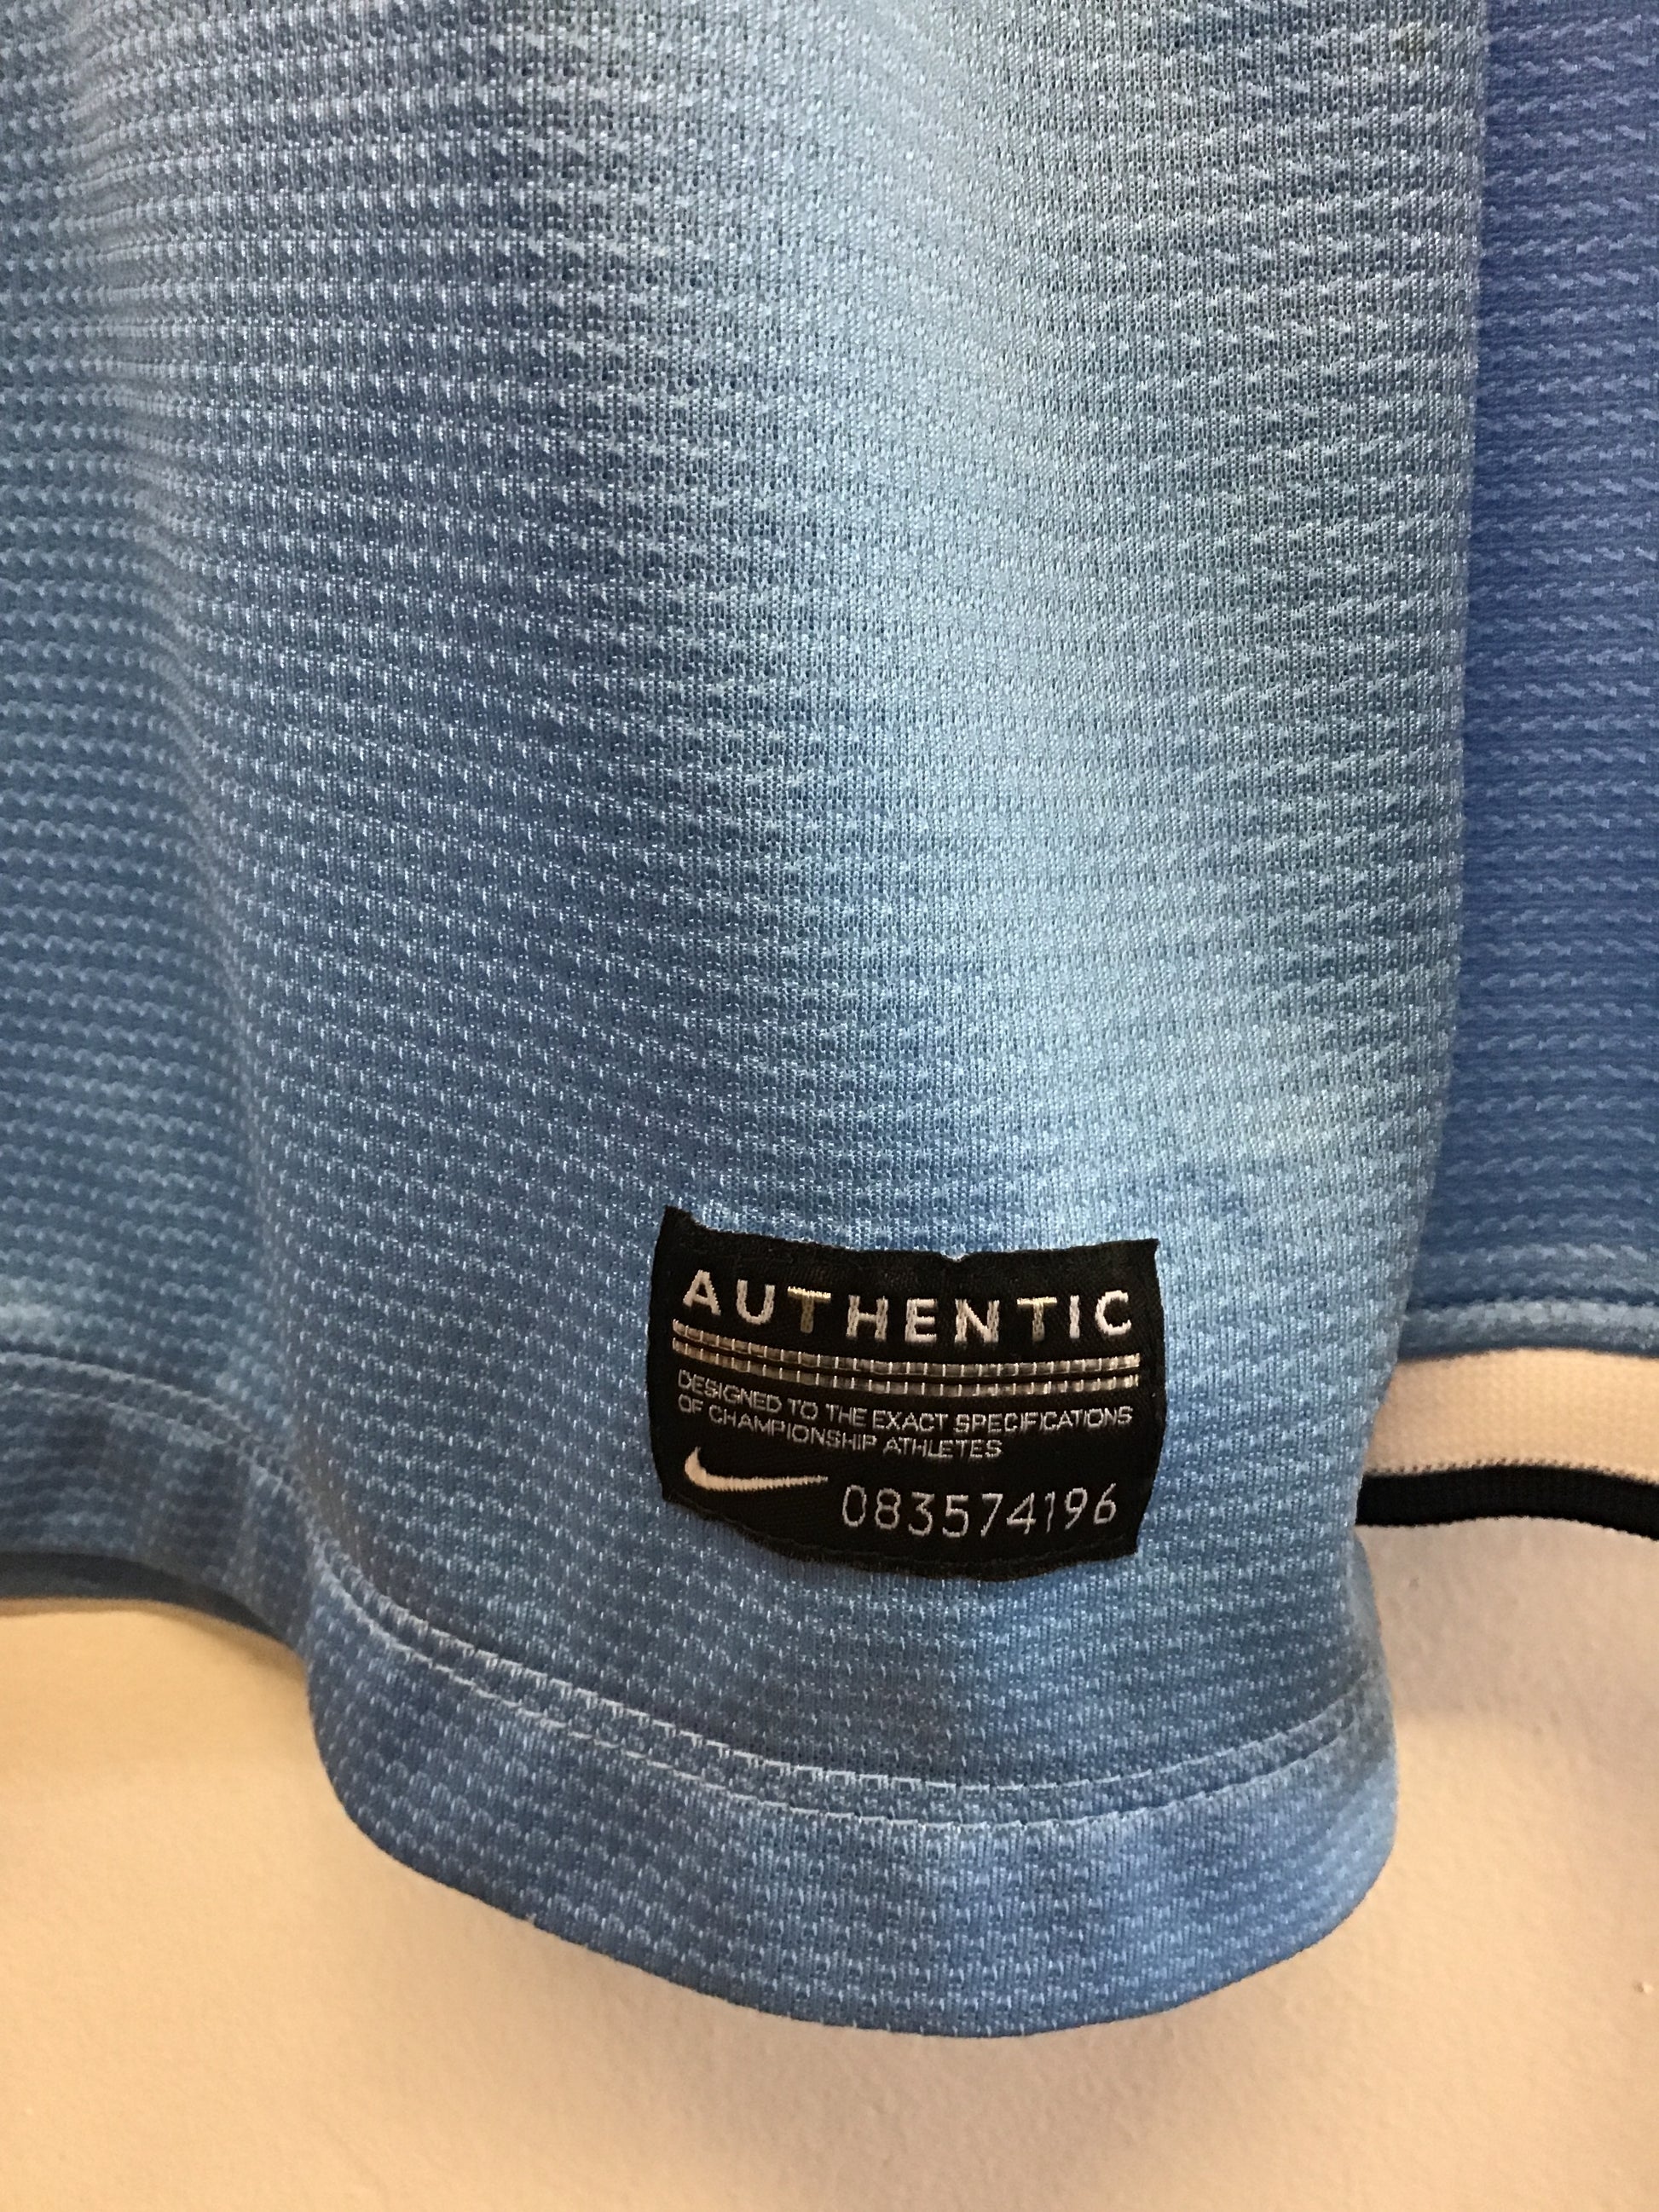 AUTHENTIC
DESIGNED TO THE EXACT SPECIFICATIONS
OF CHAMPIONSHIP ATHLETES
083574196